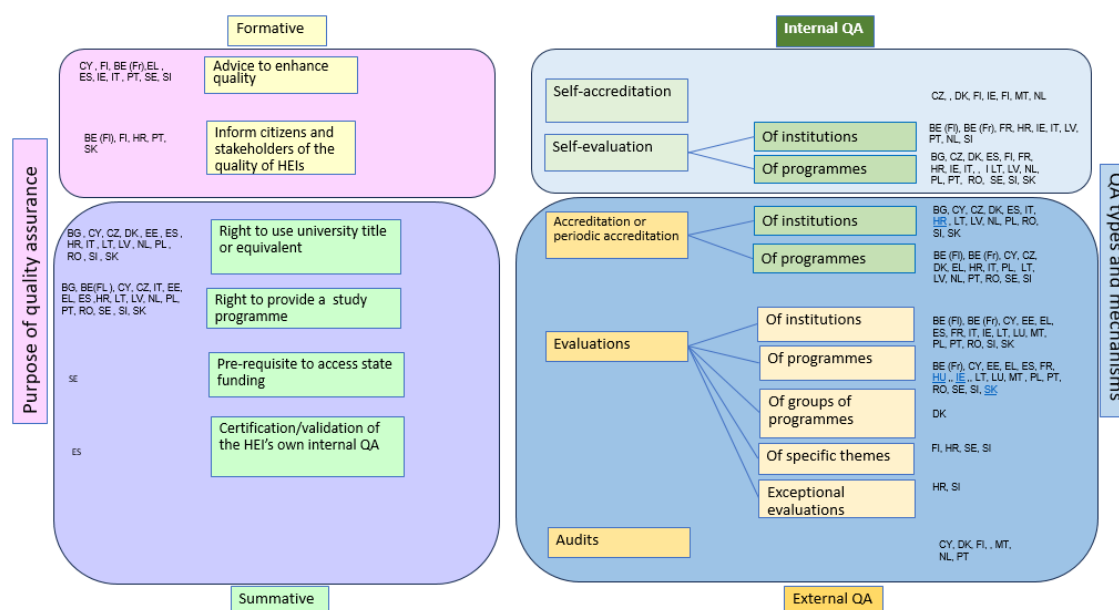 Formative
CY , FI, BE (Fr),EL ,
ES, IE, IT , PT, SE, SI
Advice to enhance
quality
BE (Fl), FI, HR, PT,
SK
Inform citizens and
stakeholders of the
quality of HEIs
Purpose of quality assurance
BG , CY, CZ, DK, EE , ES ,
HR, IT , LT, LV , NL , PL ,
RO , SI , SK
Right to use university title
or equivalent
BG, BE(FL ), CY, CZ, IT, EE,
EL, ES ,HR, LT, LV, NL, PL,
PT, RO, SE , SI, SK
Right to provide a study
programme
SE
Pre-requisite to access state
funding
ES
Certification/validation of
the HEI's own internal QA
Summative
Internal QA
Self-accreditation
CZ, , DK, FI, IE, FI, MT, NL
Self-evaluation
Of institutions
BE (Fl), BE (Fr), FR, HR, IE, IT, LV,
PT, NL, SI
Of programmes
BG, CZ, DK, ES, FI, FR,
HR, IE, IT, , I LT, LV, NL,
PL, PT, RO, SE, SI, SK
QA types and mechanisms
Accreditation or
periodic accreditation
Of institutions
BG, CY, CZ, DK, ES, IT,
HR, LT, LV, NL, PL, RO,
SI, SK
Of programmes
BE (Fl), BE (Fr), CY, CZ,
DK, EL, HR, IT, PL, LT,
LV, NL, PT, RO, SE, SI
Evaluations
Of institutions
BE (Fl), BE (Fr), CY, EE, EL,
ES, FR, IT, IE, LT, LU, MT,
PL, PT, RO, SI, SK
Of programmes
BE (Fr), CY, EE, EL, ES, FR,
HU ,, IE ,, LT, LU, MT , PL, PT,
RO, SE, SI, SK
Of groups of
programmes
DK
Of specific themes
FI, HR, SE, SI
Exceptional
evaluations
HR, SI
Audits
CY, DK, FI, , MT,
NL, PT
External QA